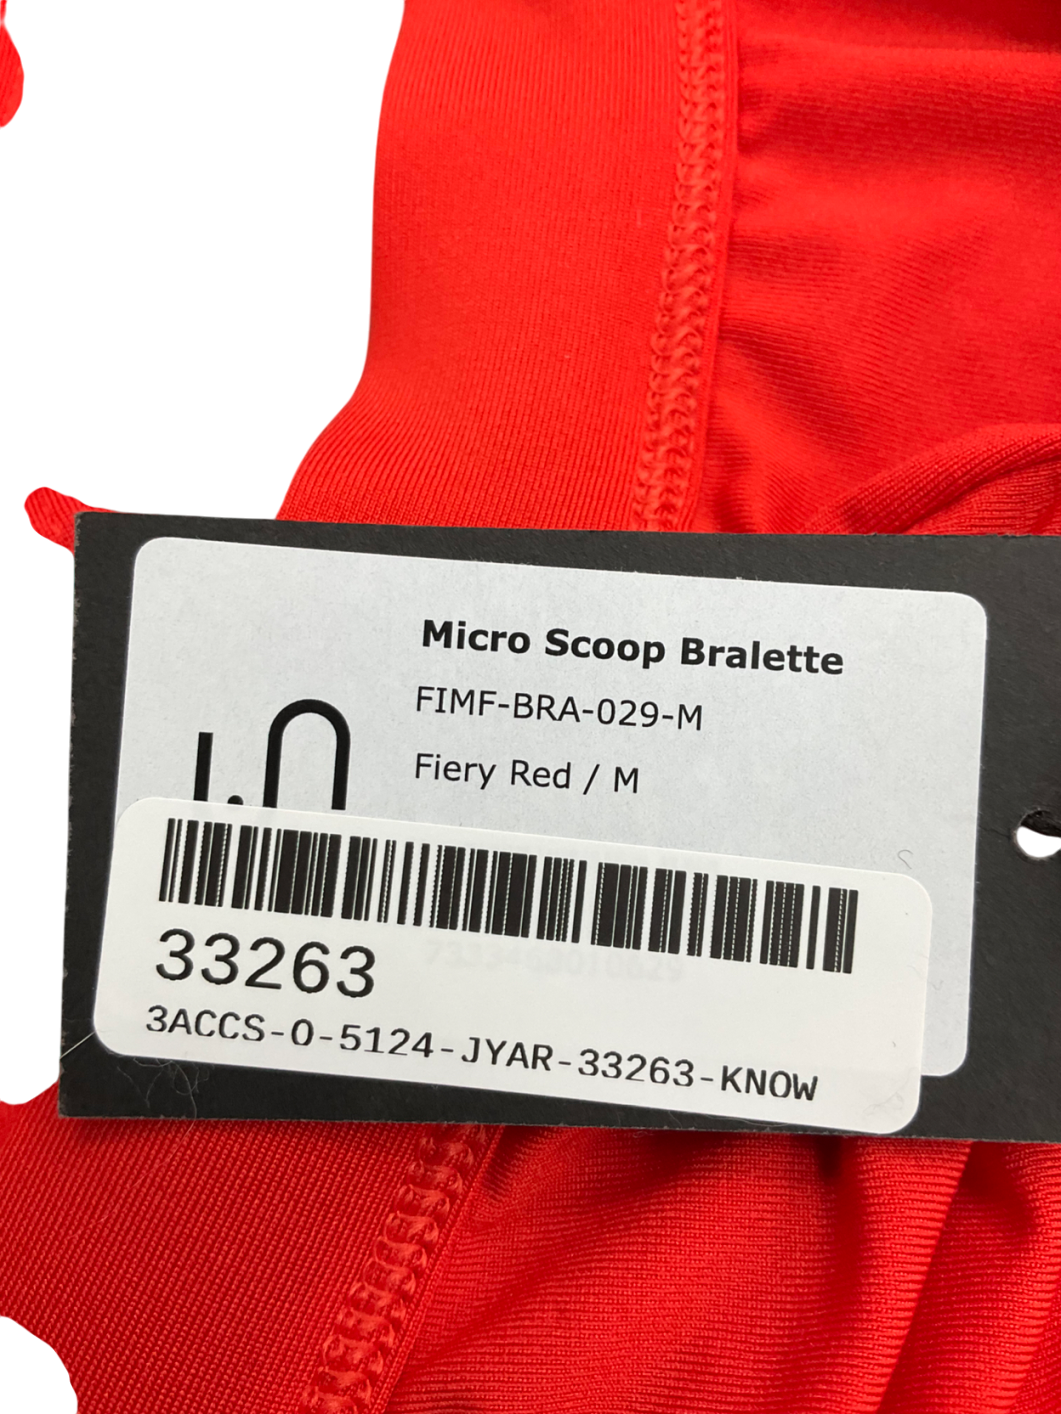 Micro Scoop Bralette
FIMF-BRA-029-M
Fiery Red / M
33263
3ACCS-0-5124-JYAR-33263-KNOW